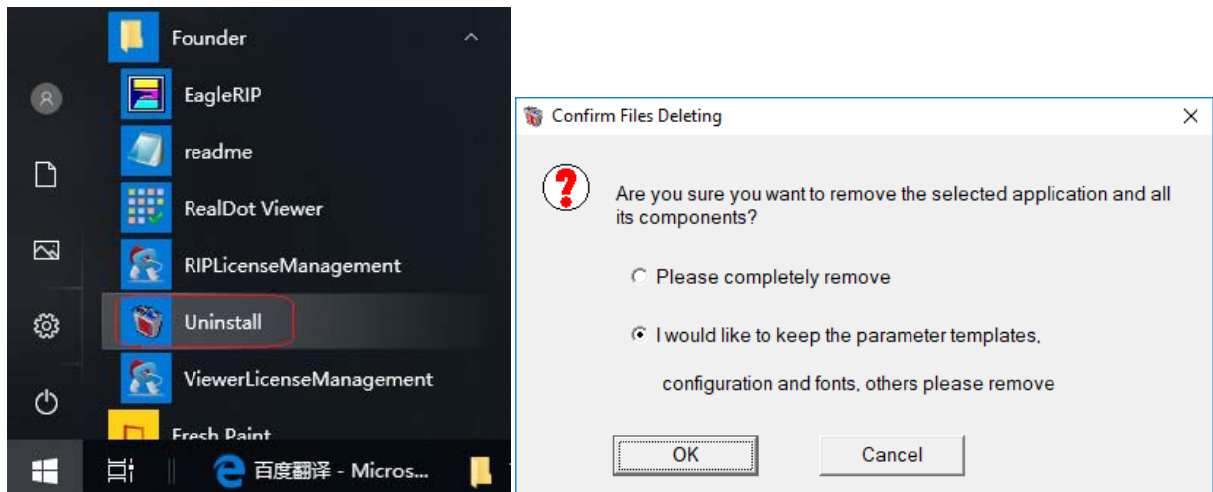 Founder
EagleRIP
readme
RealDot Viewer
RIPLicenseManagement
Uninstall
ViewerLicenseManagement
Fresh Paint
百度翻译 - Micros...
Confirm Files Deleting
Are you sure you want to remove the selected application and all
its components?
Please completely remove
I would like to keep the parameter templates,
configuration and fonts, others please remove
OK
Cancel